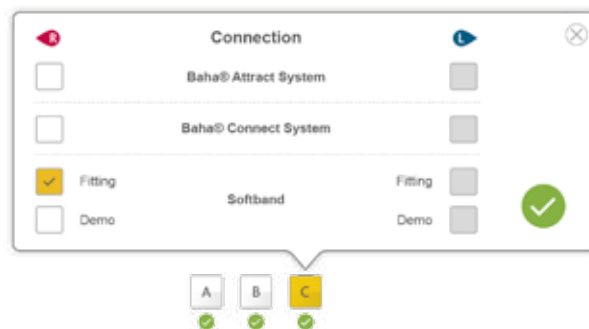 R Connection L
Baha® Attract System
Baha® Connect System
Fitting Softband Fitting
Demo Demo
A B C